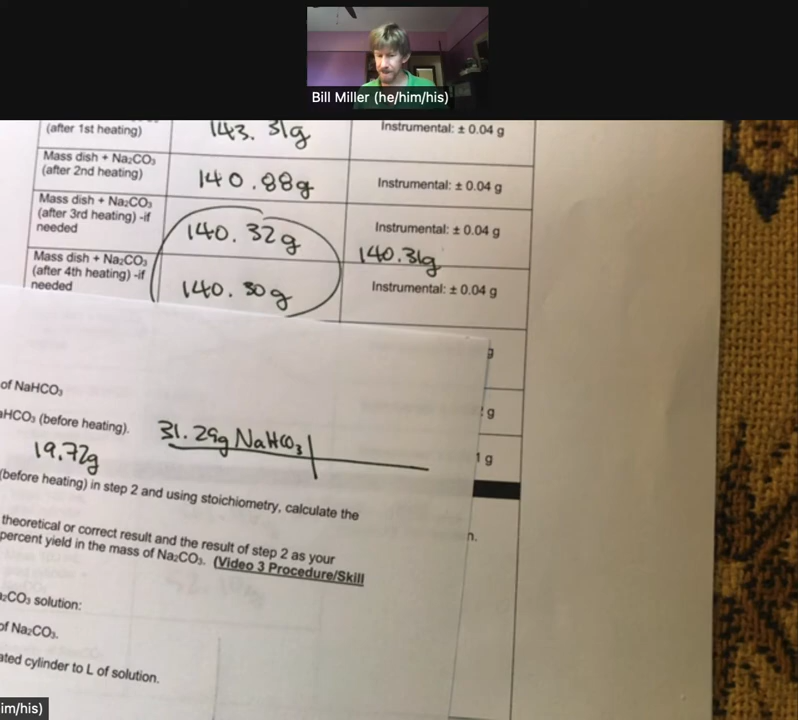 Bill Miller (he/him/his)
(after 1st heating) 143.31g Instrumental: ± 0.04 g
Mass dish + Na₂CO₃
(after 2nd heating) 140.88g Instrumental: ± 0.04 g
Mass dish + Na₂CO₃
(after 3rd heating) -if
needed 140.32g Instrumental: ± 0.04 g
140.31g
Mass dish + Na₂CO₃
(after 4th heating) -if
needed 140.30g Instrumental: ± 0.04 g
g
of NaHCO₃
g
aHCO₃ (before heating). 31.29g NaHCO₃
19.72g
1 g
(before heating) in step 2 and using stoichiometry, calculate the
theoretical or correct result and the result of step 2 as your
percent yield in the mass of Na₂CO₃. (Video 3 Procedure/Skill
n.
₂CO₃ solution:
of Na₂CO₃.
ated cylinder to L of solution.
im/his)